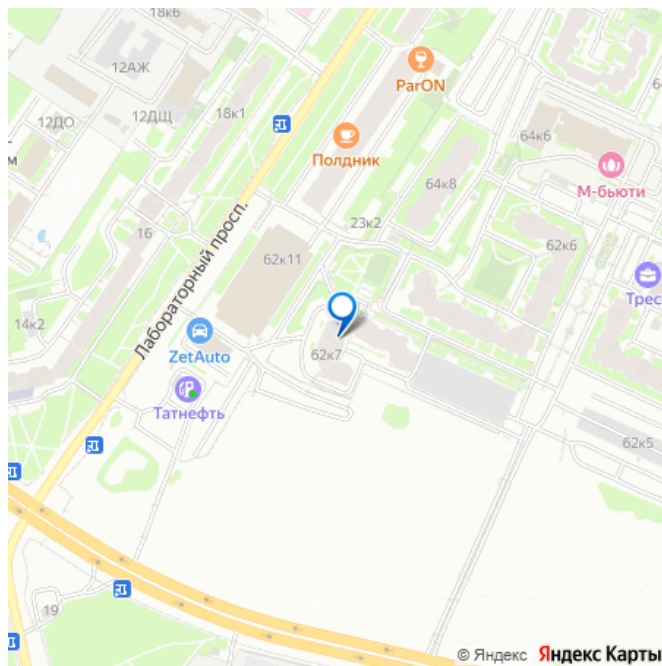 18к6
12АЖ
ParON
12ДО
12ДЩ
18к1
64к6
Полдник
М-бьюти
м
64к8
23к2
16
62к6
62к11
Лабораторный просп.
Трес
14к2
ZetAuto
62к7
Татнефть
62к5
19
© Яндекс Яндекс Карты